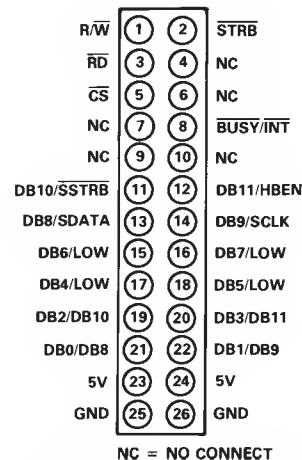 R/W̅ 1 2 S̅T̅R̅B̅
R̅D̅ 3 4 NC
C̅S̅ 5 6 NC
NC 7 8 B̅U̅S̅Y̅/I̅N̅T̅
NC 9 10 NC
DB10/S̅S̅T̅R̅B̅ 11 12 DB11/HBEN
DB8/SDATA 13 14 DB9/SCLK
DB6/LOW 15 16 DB7/LOW
DB4/LOW 17 18 DB5/LOW
DB2/DB10 19 20 DB3/DB11
DB0/DB8 21 22 DB1/DB9
5V 23 24 5V
GND 25 26 GND
NC = NO CONNECT